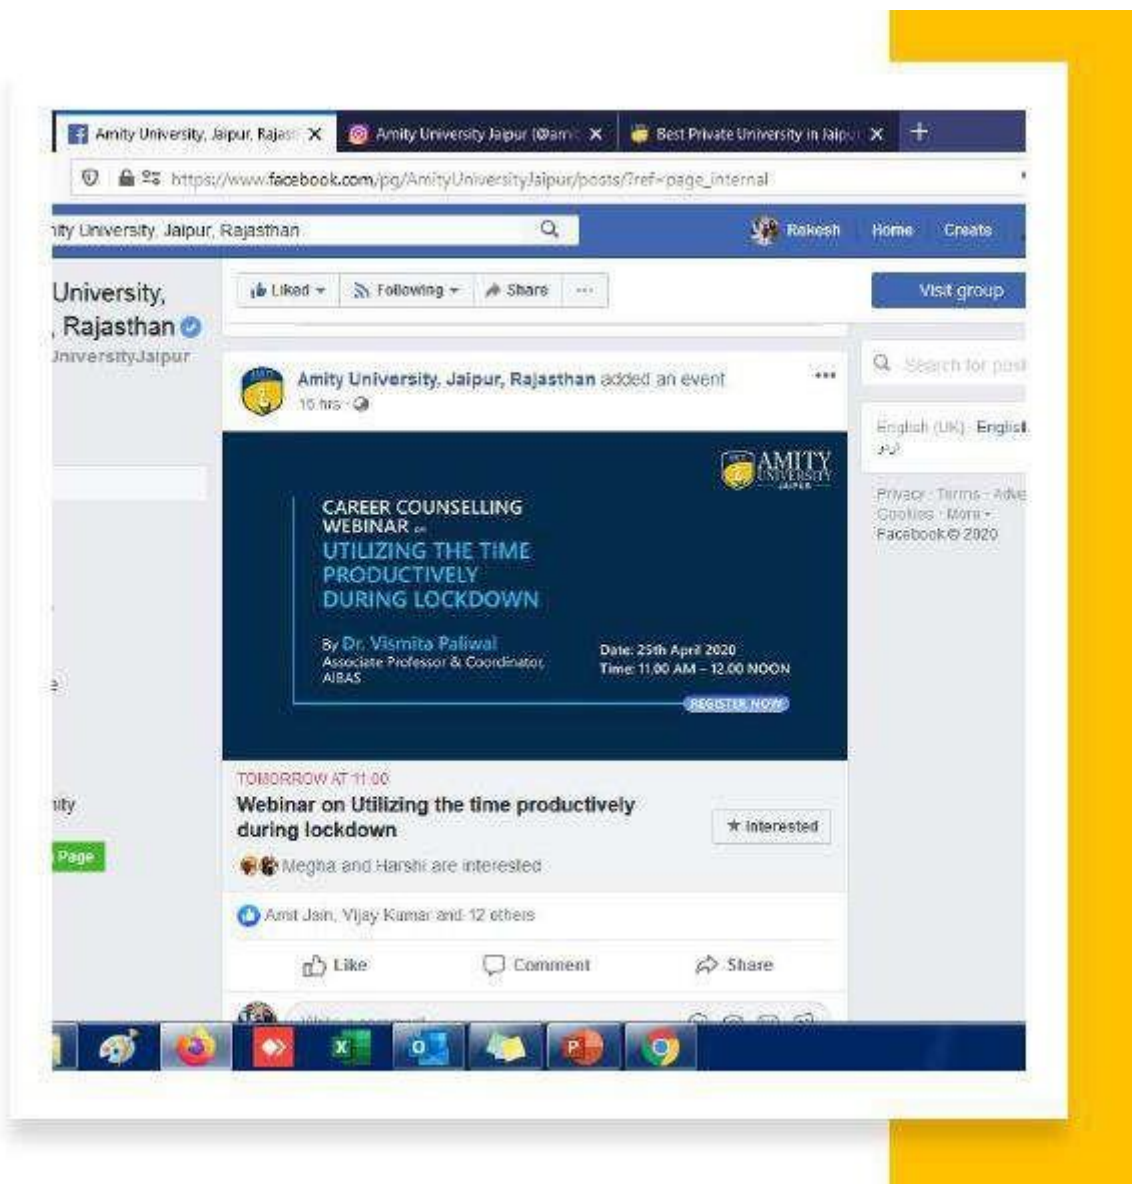 Amity University, Jaipur, Rajas
Amity University Jaipur (@amit
Best Private University in Jaipur
https://www.facebook.com/pg/AmityUniversityJaipur/posts/?ref=page_internal
ity University, Jaipur, Rajasthan
Rakesh
Home
Create
University,
, Rajasthan
UniversityJaipur
Liked
Following
Share
Visit group
Search for post
Amity University, Jaipur, Rajasthan added an event
English (UK) · English
اردو
Privacy · Terms · Adve
Cookies · More
Facebook © 2020
AMITY
UNIVERSITY
JAIPUR
CAREER COUNSELLING
WEBINAR on
UTILIZING THE TIME
PRODUCTIVELY
DURING LOCKDOWN
By Dr. Vismita Paliwal
Associate Professor & Coordinator,
AIBAS
Date: 25th April 2020
Time: 11.00 AM – 12.00 NOON
REGISTER NOW
TOMORROW AT 11:00
Webinar on Utilizing the time productively
during lockdown
Interested
Megha and Harshi are interested
ity
Page
Amit Jain, Vijay Kumar and 12 others
Like
Comment
Share